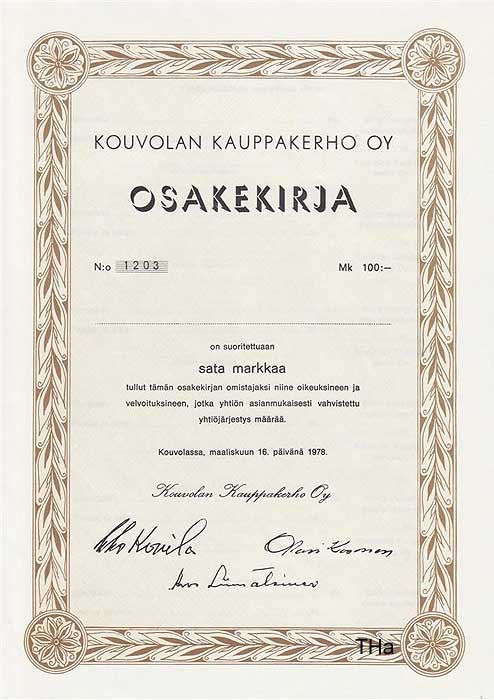 KOUVOLAN KAUPPAKERHO OY
OSAKEKIRJA
N:o 1203 Mk 100:—
on suoritettuaan
sata markkaa
tullut tämän osakekirjan omistajaksi niine oikeuksineen ja
velvoituksineen, jotka yhtiön asianmukaisesti vahvistettu
yhtiöjärjestys määrää.
Kouvolassa, maaliskuun 16. päivänä 1978.
Kouvolan Kauppakerho Oy
THa